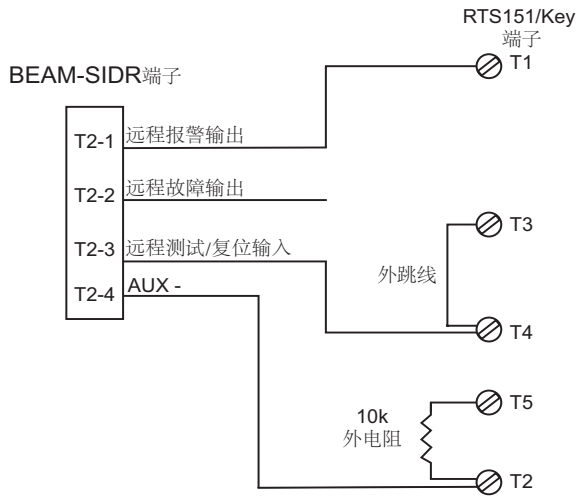 RTS151/Key
端子
T1
BEAM-SIDR端子
T2-1 远程报警输出
T2-2 远程故障输出
T2-3 远程测试/复位输入
T2-4 AUX -
T3
外跳线
T4
T5
10k
外电阻
T2